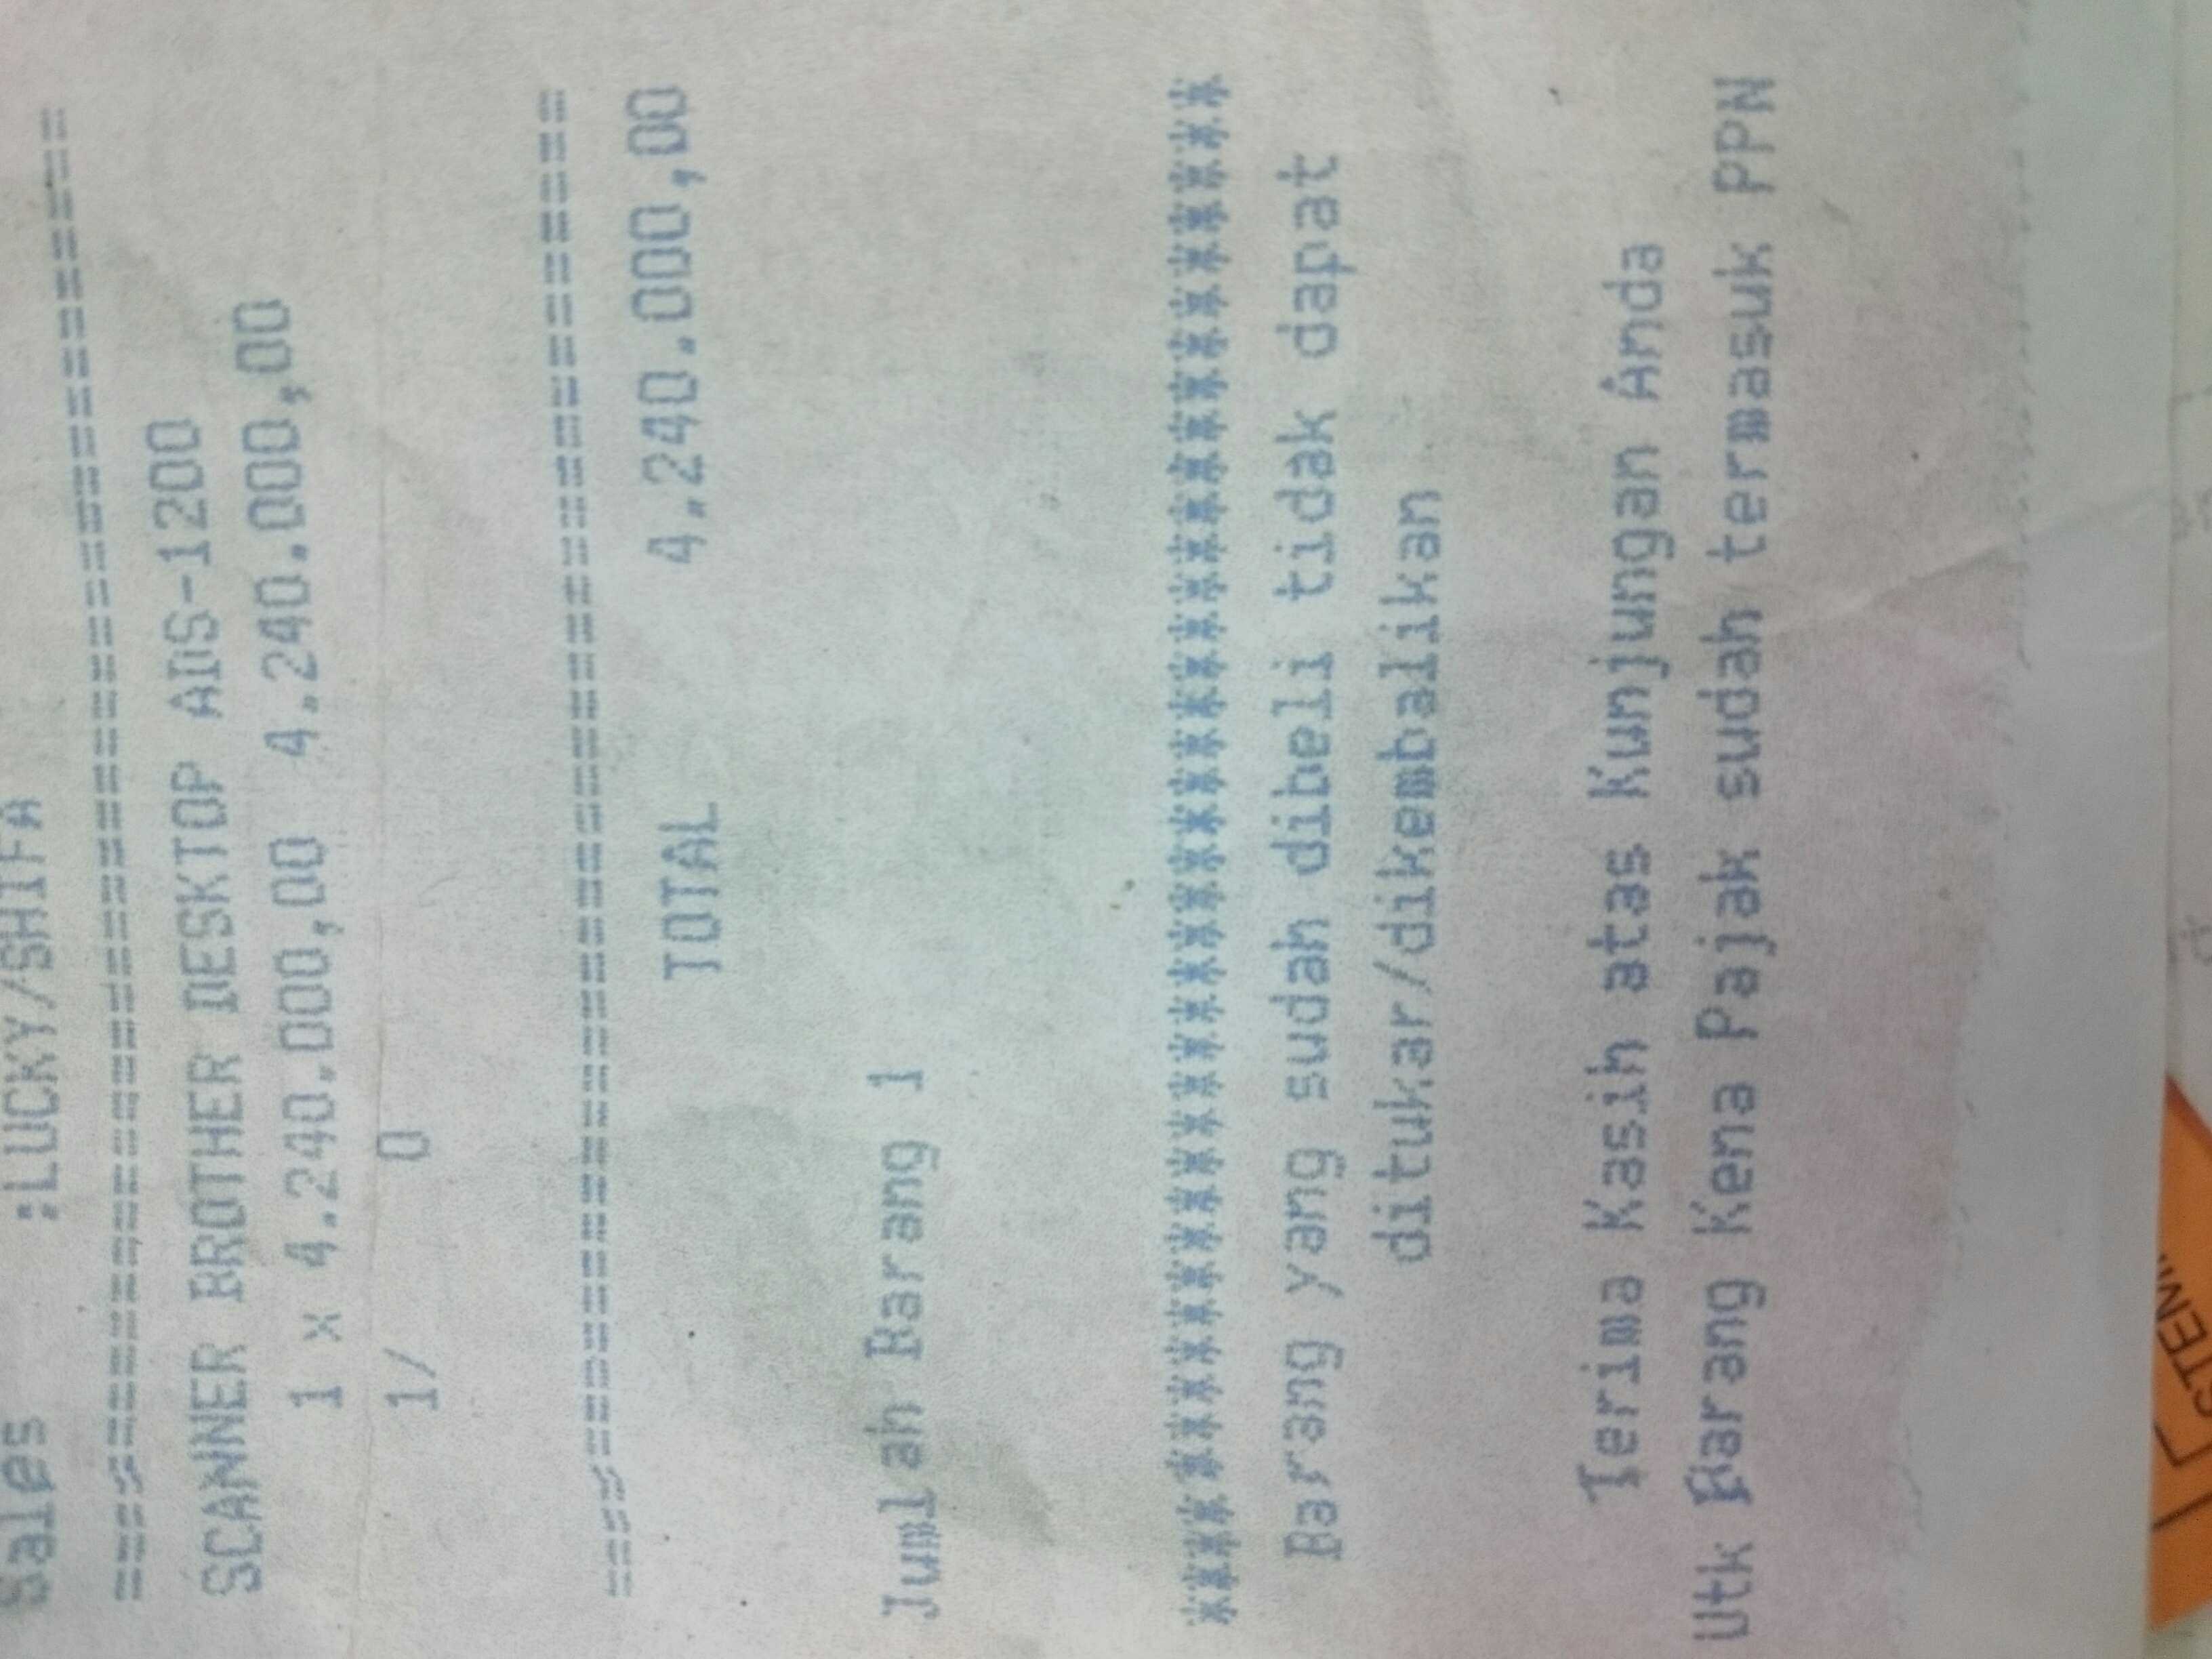 Sales :LUCKY/SHIFA
======================================
SCANNER BROTHER DESKTOP ADS-1200
1 x 4.240.000,00 4.240.000,00
1/ 0
======================================
TOTAL 4.240.000,00
Jumlah Barang 1
****************************************
Barang yang sudah dibeli tidak dapat
ditukar/dikembalikan
Terima Kasih atas Kunjungan Anda
Utk Barang Kena Pajak sudah termasuk PPN